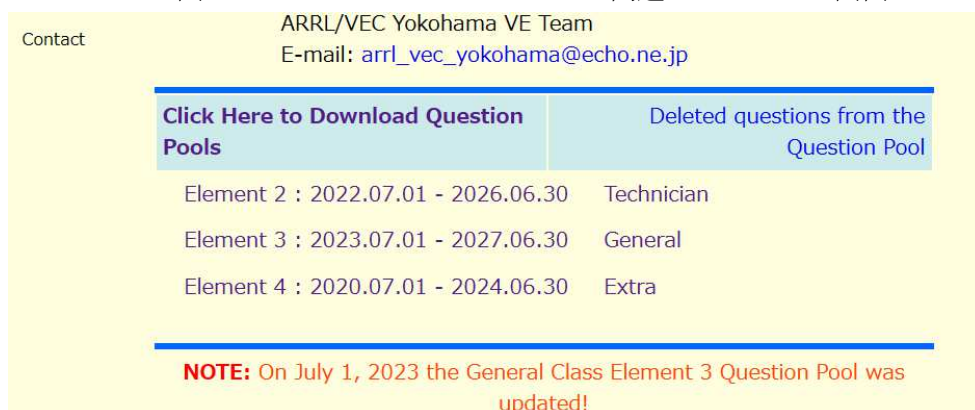 Contact
ARRL/VEC Yokohama VE Team
E-mail: arrl_vec_yokohama@echo.ne.jp
Click Here to Download Question
Pools
Deleted questions from the
Question Pool
Element 2 : 2022.07.01 - 2026.06.30 Technician
Element 3 : 2023.07.01 - 2027.06.30 General
Element 4 : 2020.07.01 - 2024.06.30 Extra
NOTE: On July 1, 2023 the General Class Element 3 Question Pool was
updated!